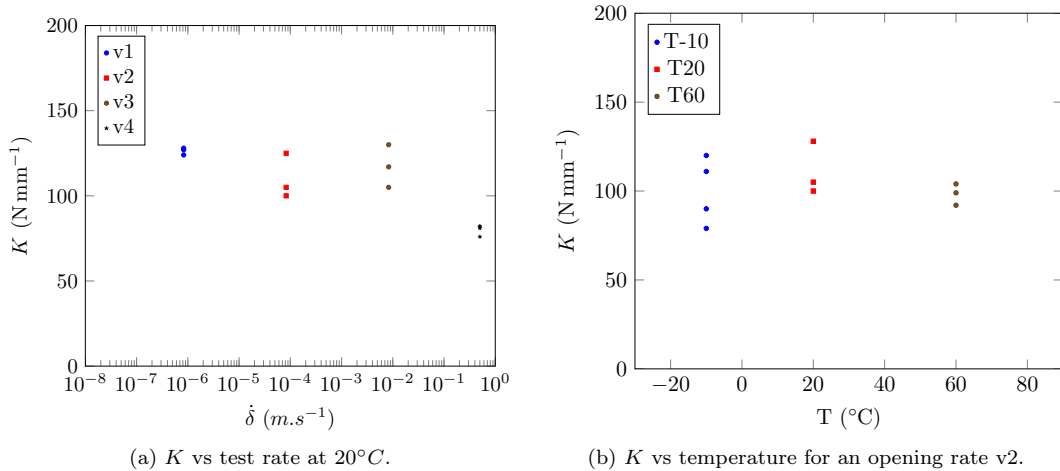 200
150
100
50
0
K (N mm⁻¹)
v1
v2
v3
v4
10⁻⁸ 10⁻⁷ 10⁻⁶ 10⁻⁵ 10⁻⁴ 10⁻³ 10⁻² 10⁻¹ 10⁰
δ̇ (m.s⁻¹)
(a) K vs test rate at 20°C.
200
150
100
50
0
K (N mm⁻¹)
T-10
T20
T60
−20 0 20 40 60 80
T (°C)
(b) K vs temperature for an opening rate v2.